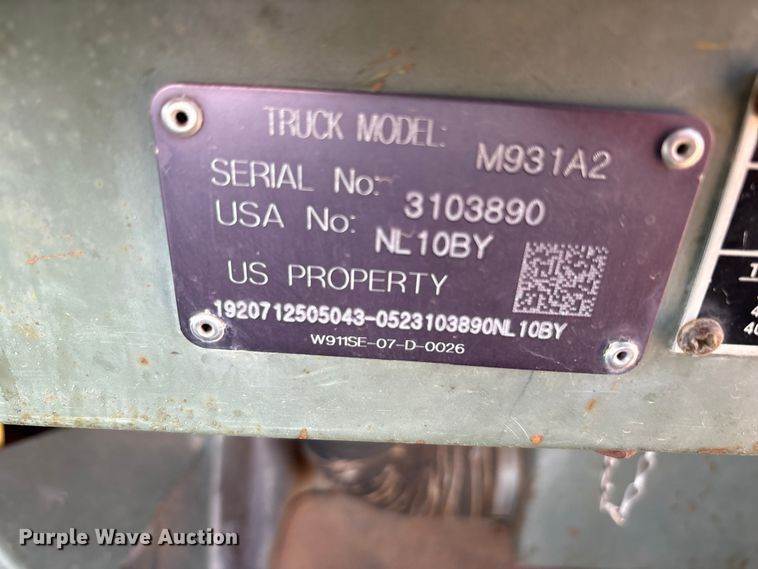 TRUCK MODEL: M931A2
SERIAL No: 3103890
USA No: NL10BY
US PROPERTY
1920712505043-0523103890NL10BY
W911SE-07-D-0026
Purple Wave Auction®